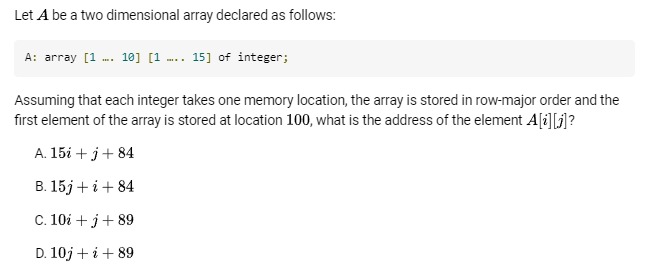 Let A be a two dimensional array declared as follows:
A: array [1 …. 10] [1 ….. 15] of integer;
Assuming that each integer takes one memory location, the array is stored in row-major order and the
first element of the array is stored at location 100, what is the address of the element A[i][j]?
A. 15i + j + 84
B. 15j + i + 84
C. 10i + j + 89
D. 10j + i + 89